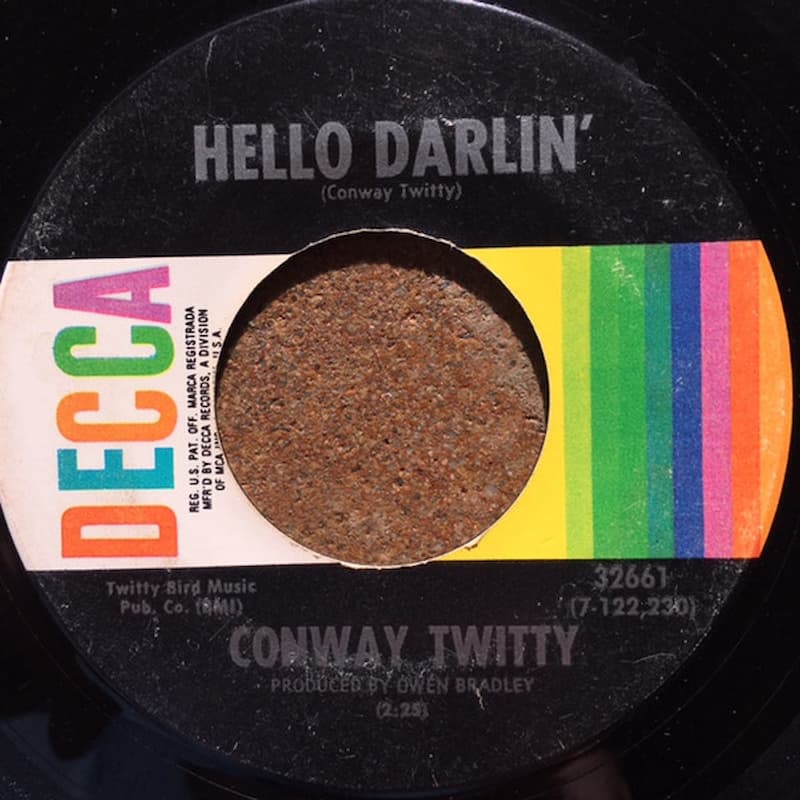 HELLO DARLIN'
(Conway Twitty)
DECCA
REG. U.S. PAT. OFF. MARCA REGISTRADA
MFR'D BY DECCA RECORDS, A DIVISION
OF MCA U.S.A.
32661
Twitty Bird Music
Pub. Co. (BMI)
(7-122,230)
CONWAY TWITTY
PRODUCED BY OWEN BRADLEY
(2:25)